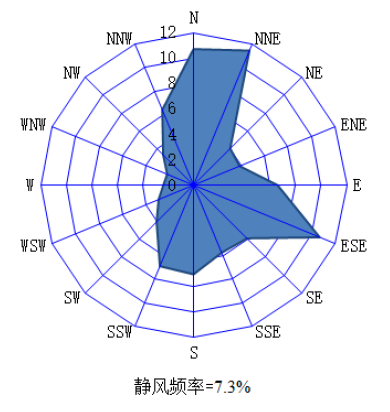 N
NNW NNE
NW NE
WNW ENE
W E
WSW ESE
SW SE
SSW SSE
S
12
10
8
6
4
2
0
静风频率=7.3%